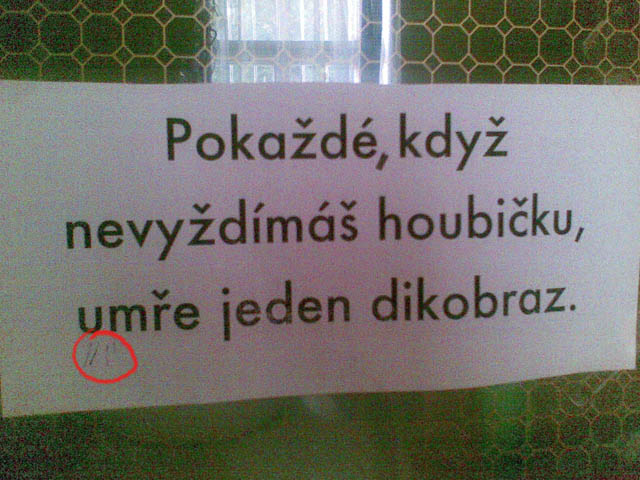 Pokaždé, když
nevyždímáš houbičku,
umře jeden dikobraz.